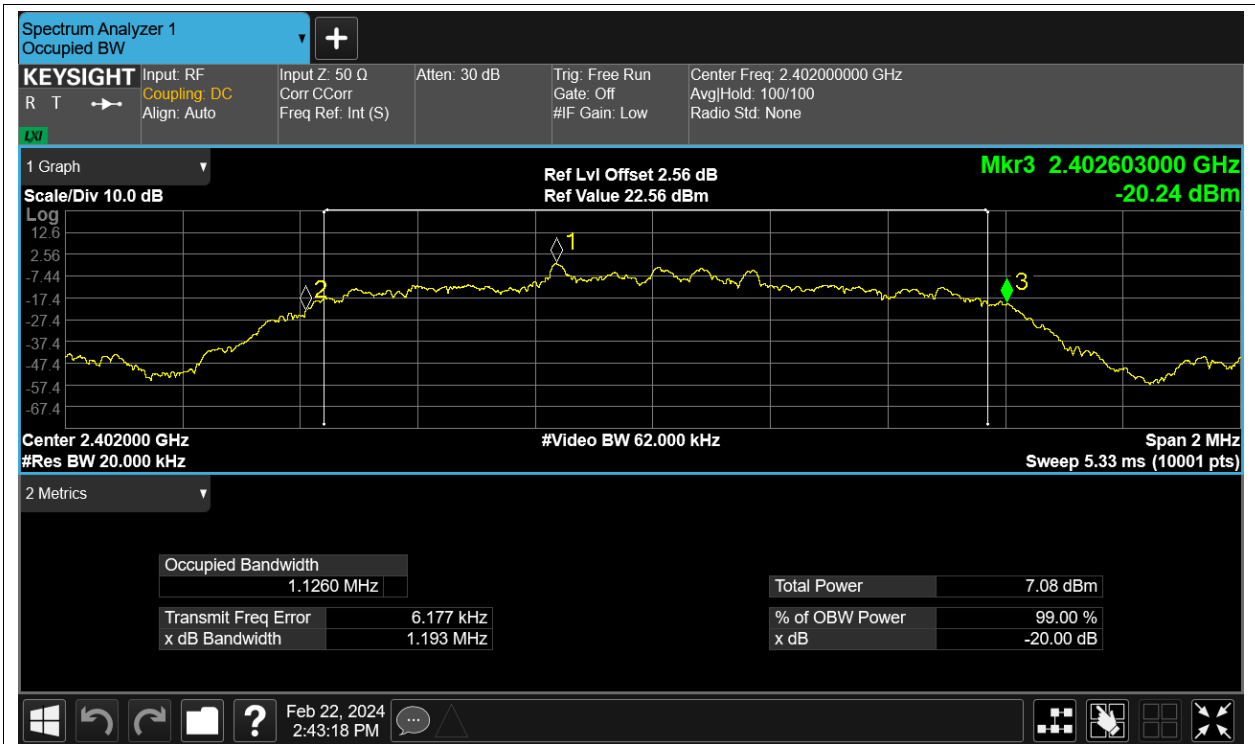 Spectrum Analyzer 1
Occupied BW
KEYSIGHT
R T
LXI
Input: RF
Coupling: DC
Align: Auto
Input Z: 50 Ω
Corr CCorr
Freq Ref: Int (S)
Atten: 30 dB
Trig: Free Run
Gate: Off
#IF Gain: Low
Center Freq: 2.402000000 GHz
Avg|Hold: 100/100
Radio Std: None
1 Graph
Scale/Div 10.0 dB
Ref Lvl Offset 2.56 dB
Ref Value 22.56 dBm
Mkr3 2.402603000 GHz
-20.24 dBm
Log
12.6
2.56
-7.44
-17.4
-27.4
-37.4
-47.4
-57.4
-67.4
1
2
3
Center 2.402000 GHz
#Res BW 20.000 kHz
#Video BW 62.000 kHz
Span 2 MHz
Sweep 5.33 ms (10001 pts)
2 Metrics
Occupied Bandwidth
1.1260 MHz
Transmit Freq Error 6.177 kHz
x dB Bandwidth 1.193 MHz
Total Power 7.08 dBm
% of OBW Power 99.00 %
x dB -20.00 dB
?
Feb 22, 2024
2:43:18 PM